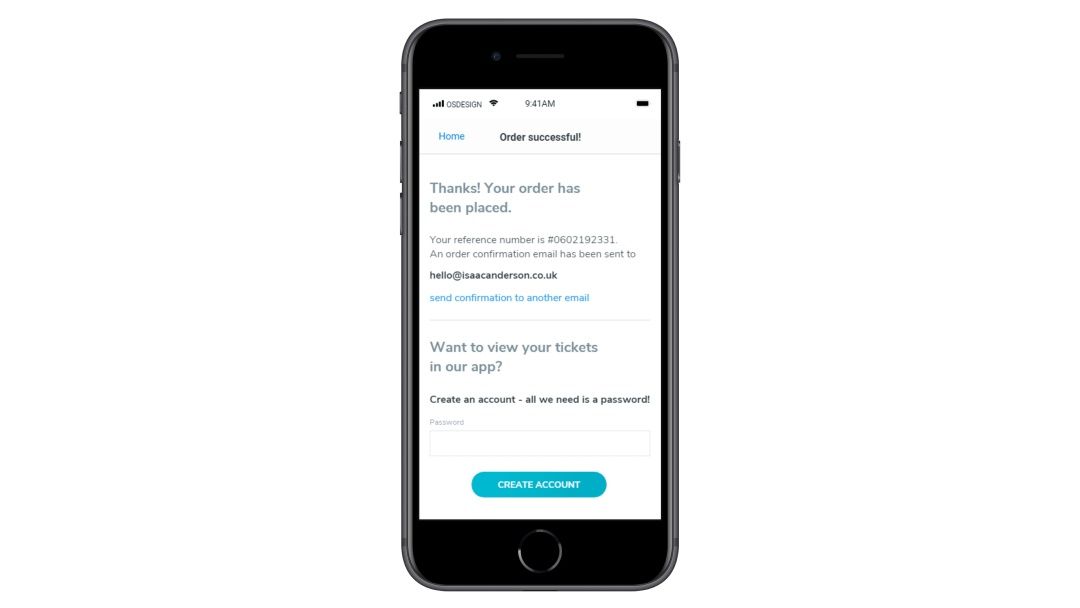 OSDESIGN 9:41AM
Home Order successful!
Thanks! Your order has
been placed.
Your reference number is #0602192331.
An order confirmation email has been sent to
hello@isaacanderson.co.uk
send confirmation to another email
Want to view your tickets
in our app?
Create an account - all we need is a password!
Password
CREATE ACCOUNT